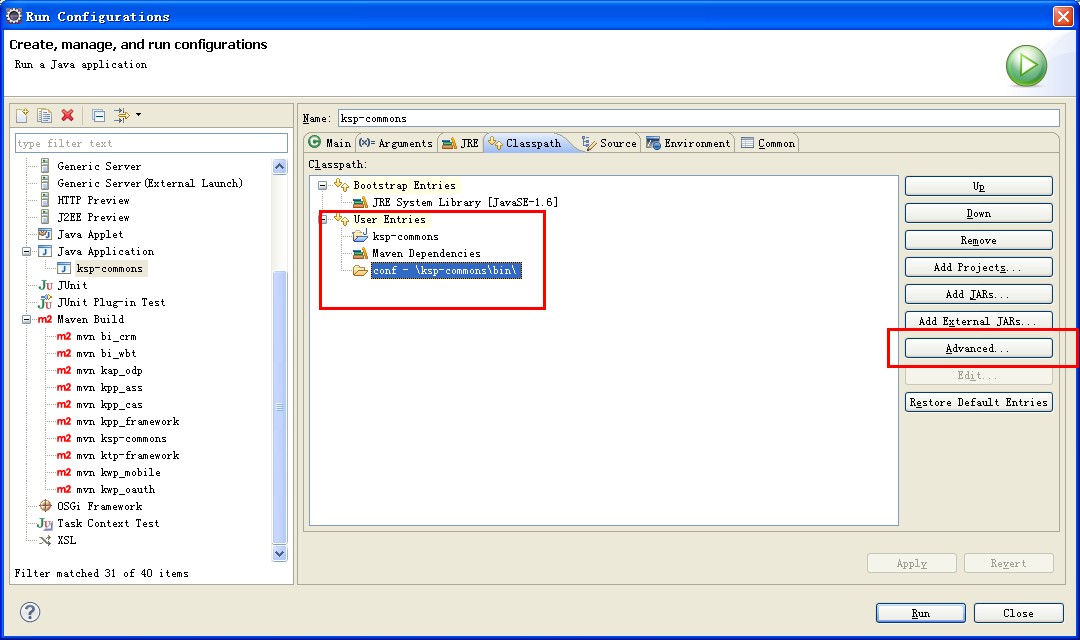 Run Configurations
Create, manage, and run configurations
Run a Java application
type filter text
Generic Server
Generic Server(External Launch)
HTTP Preview
J2EE Preview
Java Applet
Java Application
ksp-commons
JUnit
JUnit Plug-in Test
Maven Build
mvn bi_crm
mvn bi_wbt
mvn kap_odp
mvn kpp_ass
mvn kpp_cas
mvn kpp_framework
mvn ksp-commons
mvn ktp-framework
mvn kwp_mobile
mvn kwp_oauth
OSGi Framework
Task Context Test
XSL
Filter matched 31 of 40 items
Name: ksp-commons
Main Arguments JRE Classpath Source Environment Common
Classpath:
Bootstrap Entries
JRE System Library [JavaSE-1.6]
User Entries
ksp-commons
Maven Dependencies
conf - \ksp-commons\bin\
Up
Down
Remove
Add Projects...
Add JARs...
Add External JARs...
Advanced...
Edit...
Restore Default Entries
Apply Revert
Run Close